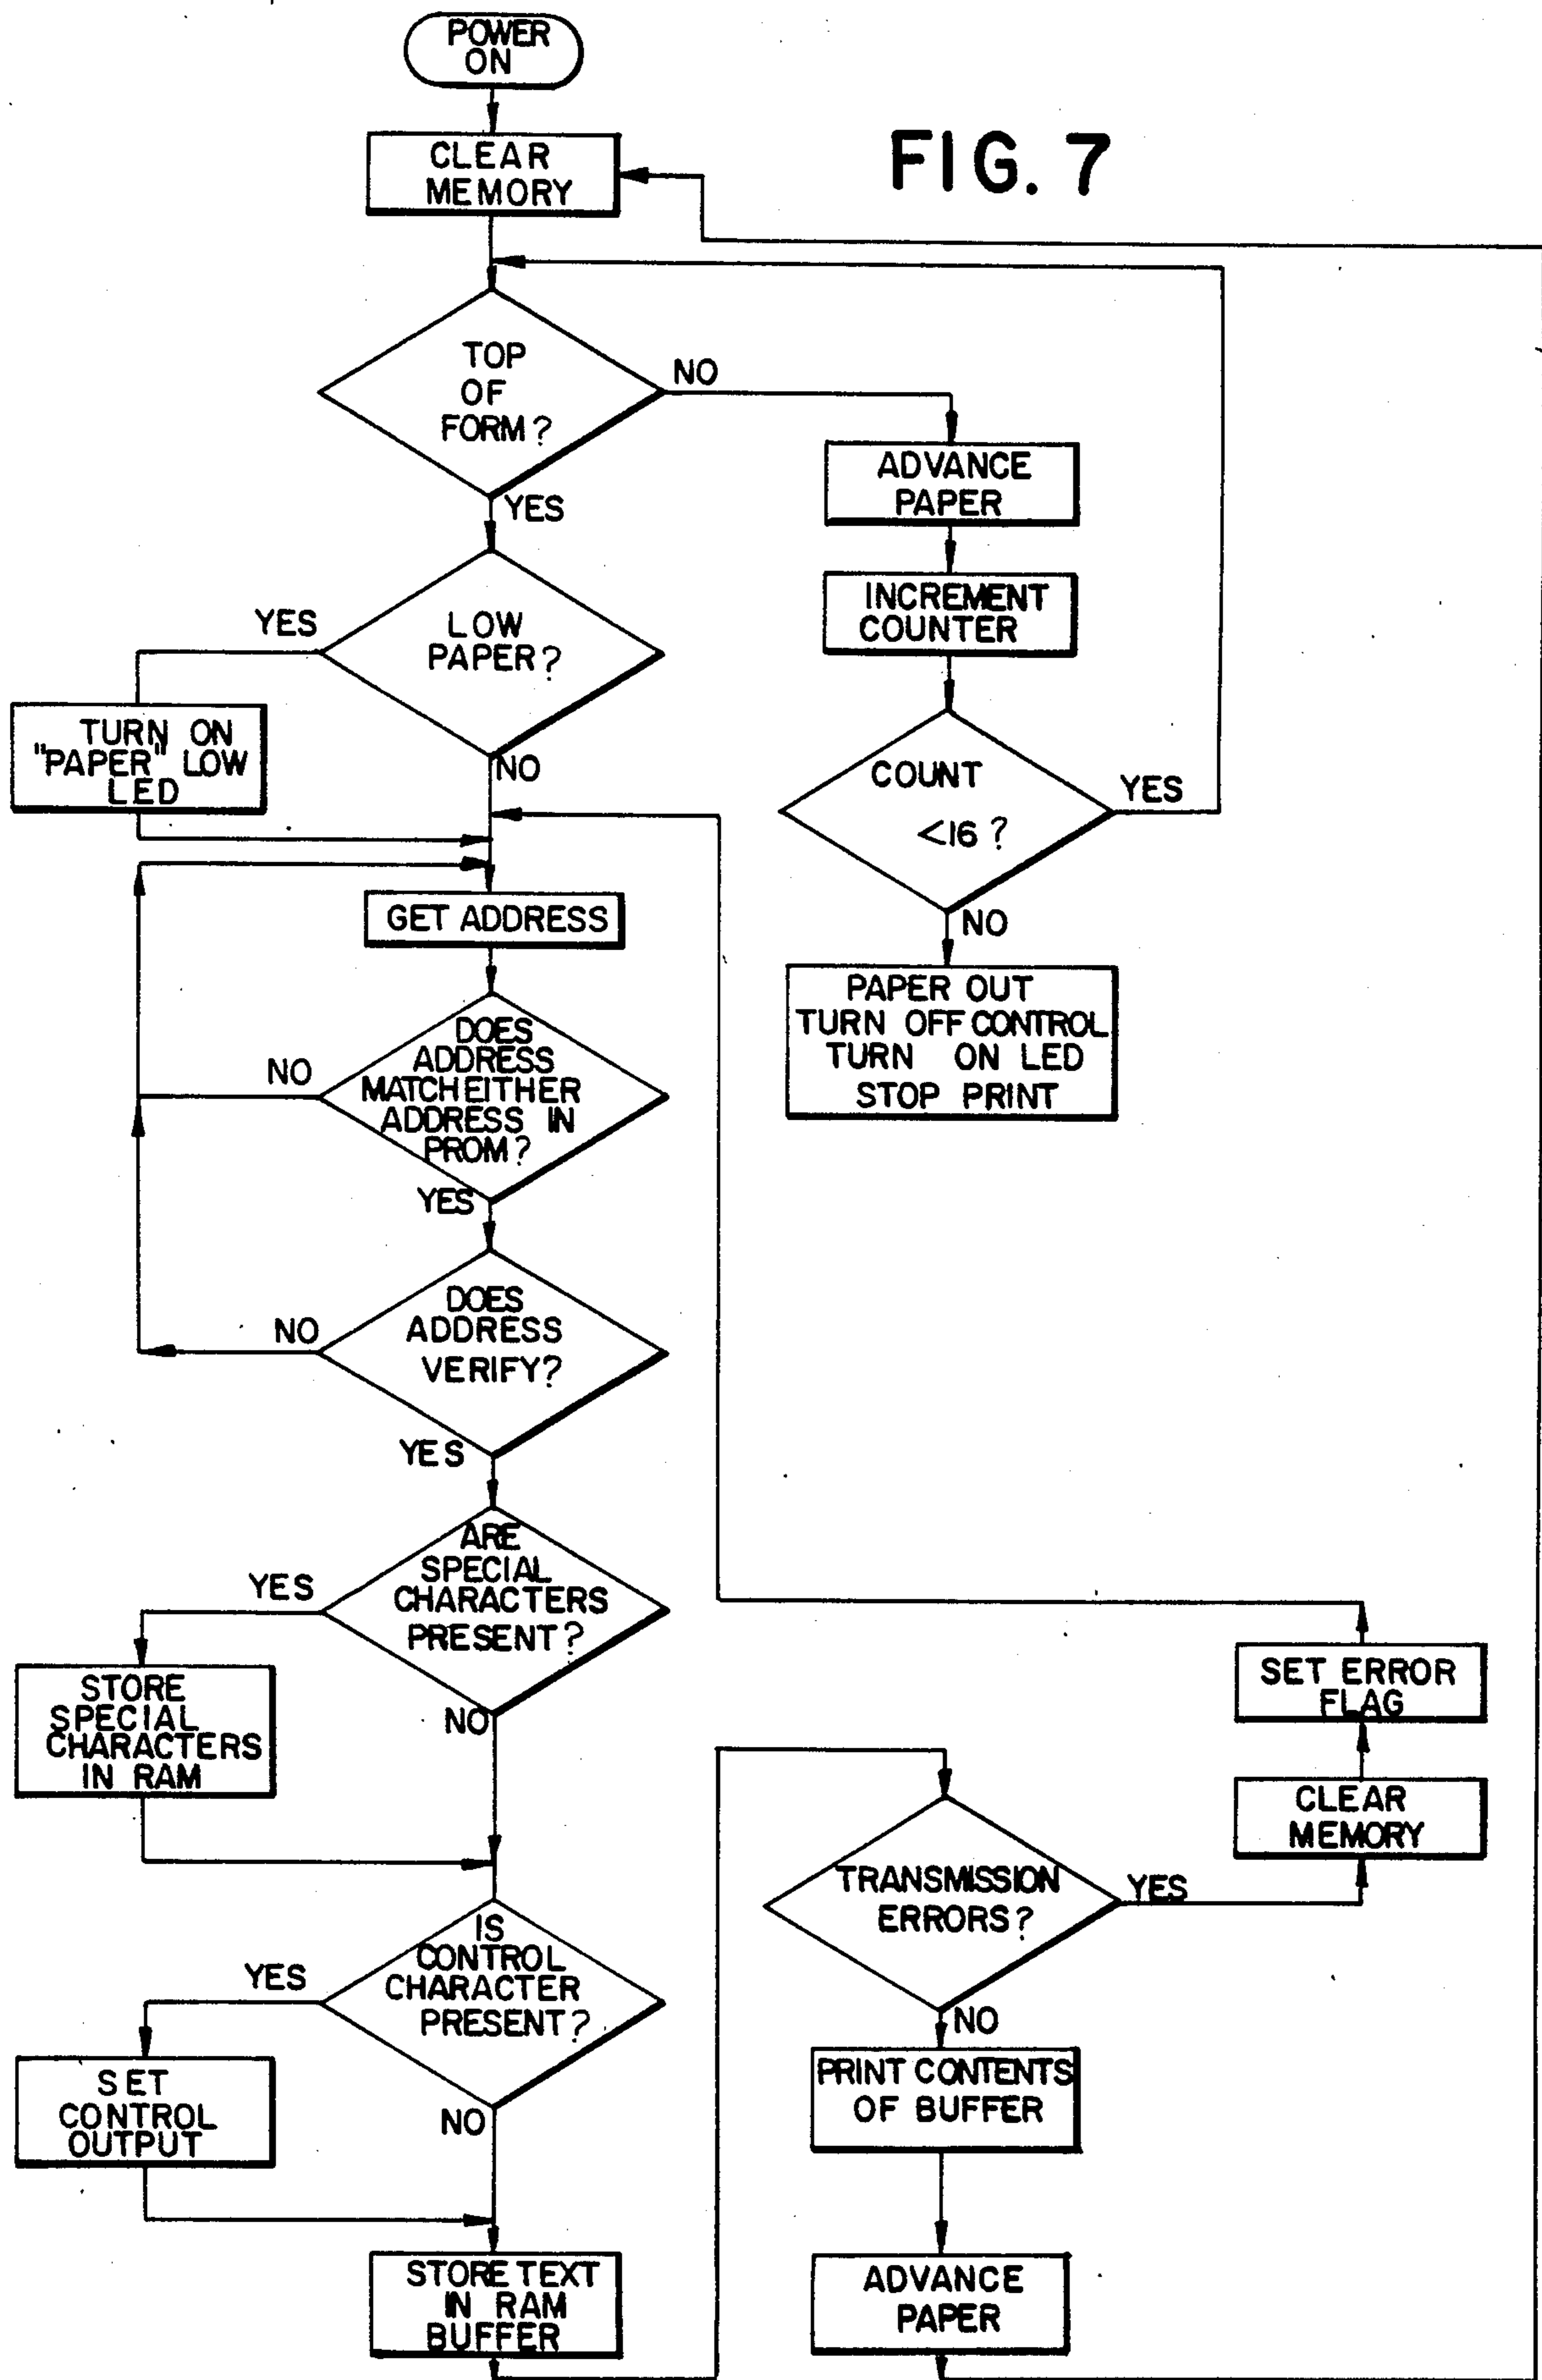 POWER
ON
CLEAR
MEMORY
FIG. 7
TOP
OF
FORM?
NO
YES
ADVANCE
PAPER
INCREMENT
COUNTER
YES
LOW
PAPER?
NO
TURN ON
"PAPER" LOW
LED
COUNT
<16?
YES
NO
PAPER OUT
TURN OFF CONTROL
TURN ON LED
STOP PRINT
GET ADDRESS
DOES
ADDRESS
MATCH EITHER
ADDRESS IN
PROM?
NO
YES
DOES
ADDRESS
VERIFY?
NO
YES
ARE
SPECIAL
CHARACTERS
PRESENT?
YES
NO
STORE
SPECIAL
CHARACTERS
IN RAM
SET ERROR
FLAG
CLEAR
MEMORY
TRANSMISSION
ERRORS?
YES
NO
IS
CONTROL
CHARACTER
PRESENT?
YES
NO
SET
CONTROL
OUTPUT
PRINT CONTENTS
OF BUFFER
STORE TEXT
IN RAM
BUFFER
ADVANCE
PAPER